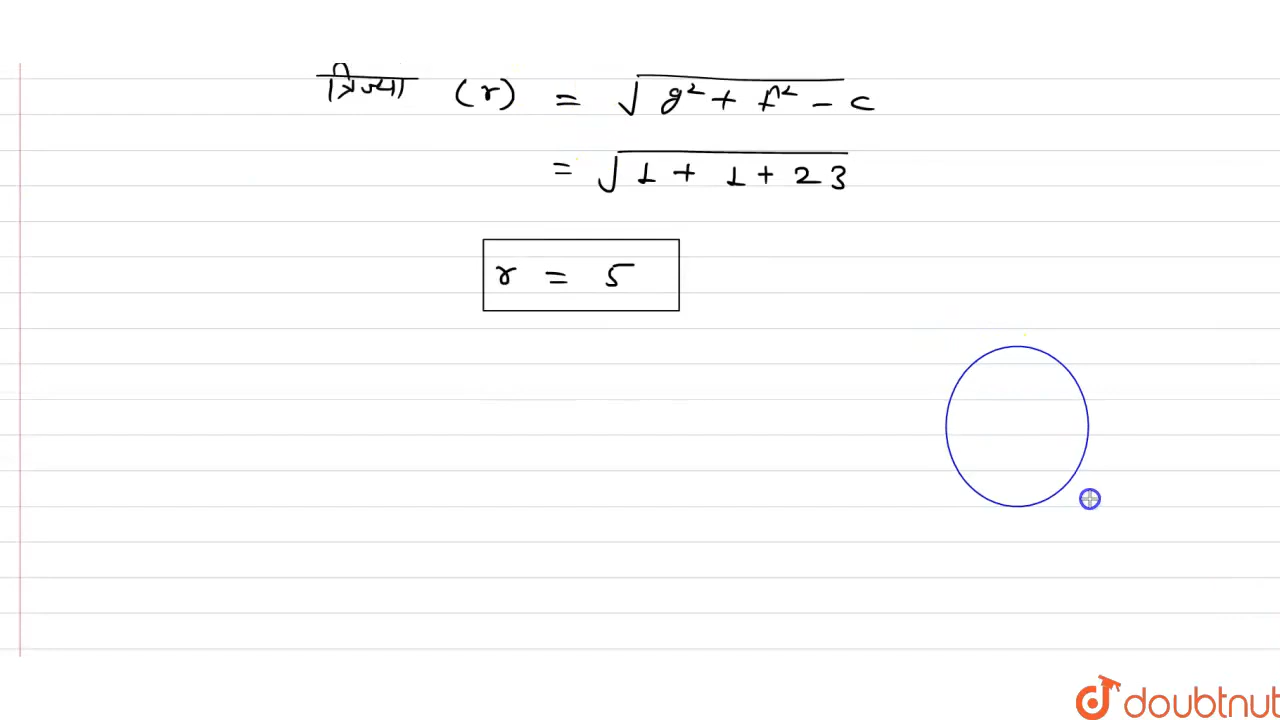 त्रिज्या (r) = √g² + f² - c
= √1 + 1 + 23
r = 5
doubtnut